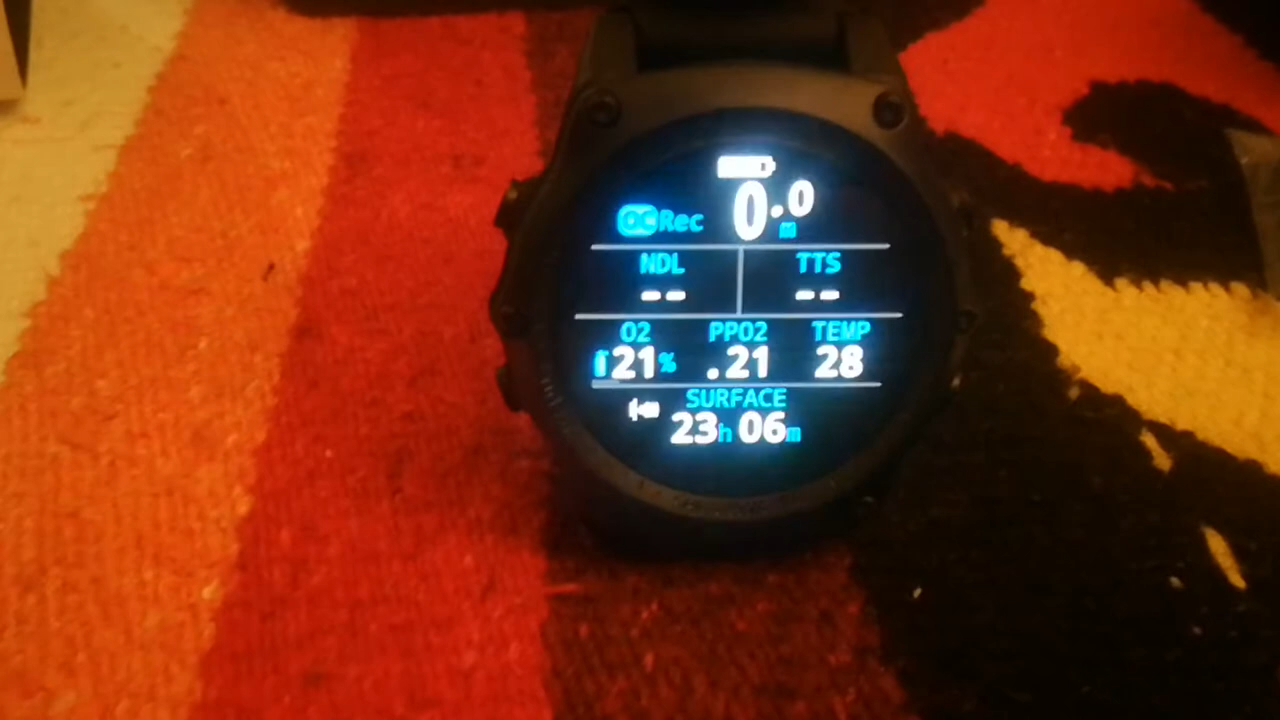 OC Rec 0.0 m
NDL TTS
-- --
O2 PPO2 TEMP
21% .21 28
SURFACE
23h 06m